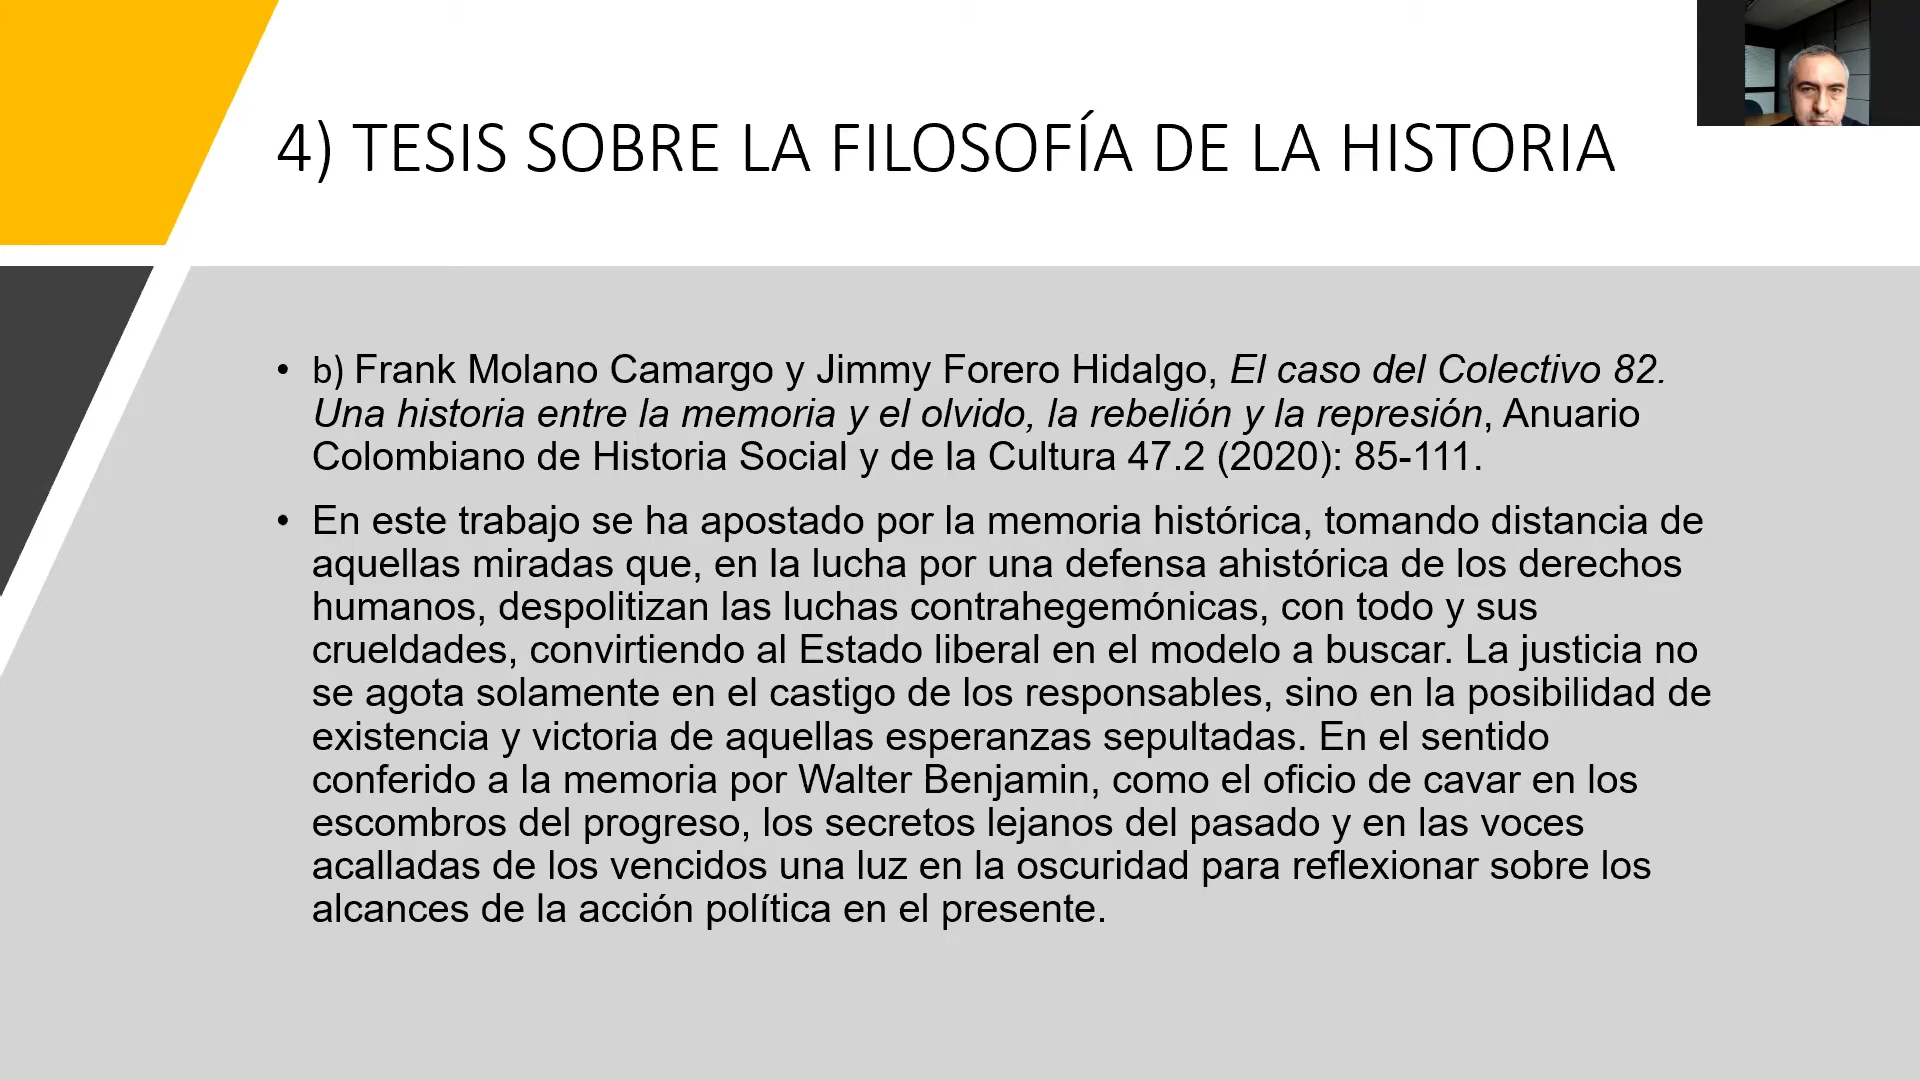 4) TESIS SOBRE LA FILOSOFÍA DE LA HISTORIA
• b) Frank Molano Camargo y Jimmy Forero Hidalgo, El caso del Colectivo 82.
Una historia entre la memoria y el olvido, la rebelión y la represión, Anuario
Colombiano de Historia Social y de la Cultura 47.2 (2020): 85-111.
• En este trabajo se ha apostado por la memoria histórica, tomando distancia de
aquellas miradas que, en la lucha por una defensa ahistórica de los derechos
humanos, despolitizan las luchas contrahegemónicas, con todo y sus
crueldades, convirtiendo al Estado liberal en el modelo a buscar. La justicia no
se agota solamente en el castigo de los responsables, sino en la posibilidad de
existencia y victoria de aquellas esperanzas sepultadas. En el sentido
conferido a la memoria por Walter Benjamin, como el oficio de cavar en los
escombros del progreso, los secretos lejanos del pasado y en las voces
acalladas de los vencidos una luz en la oscuridad para reflexionar sobre los
alcances de la acción política en el presente.